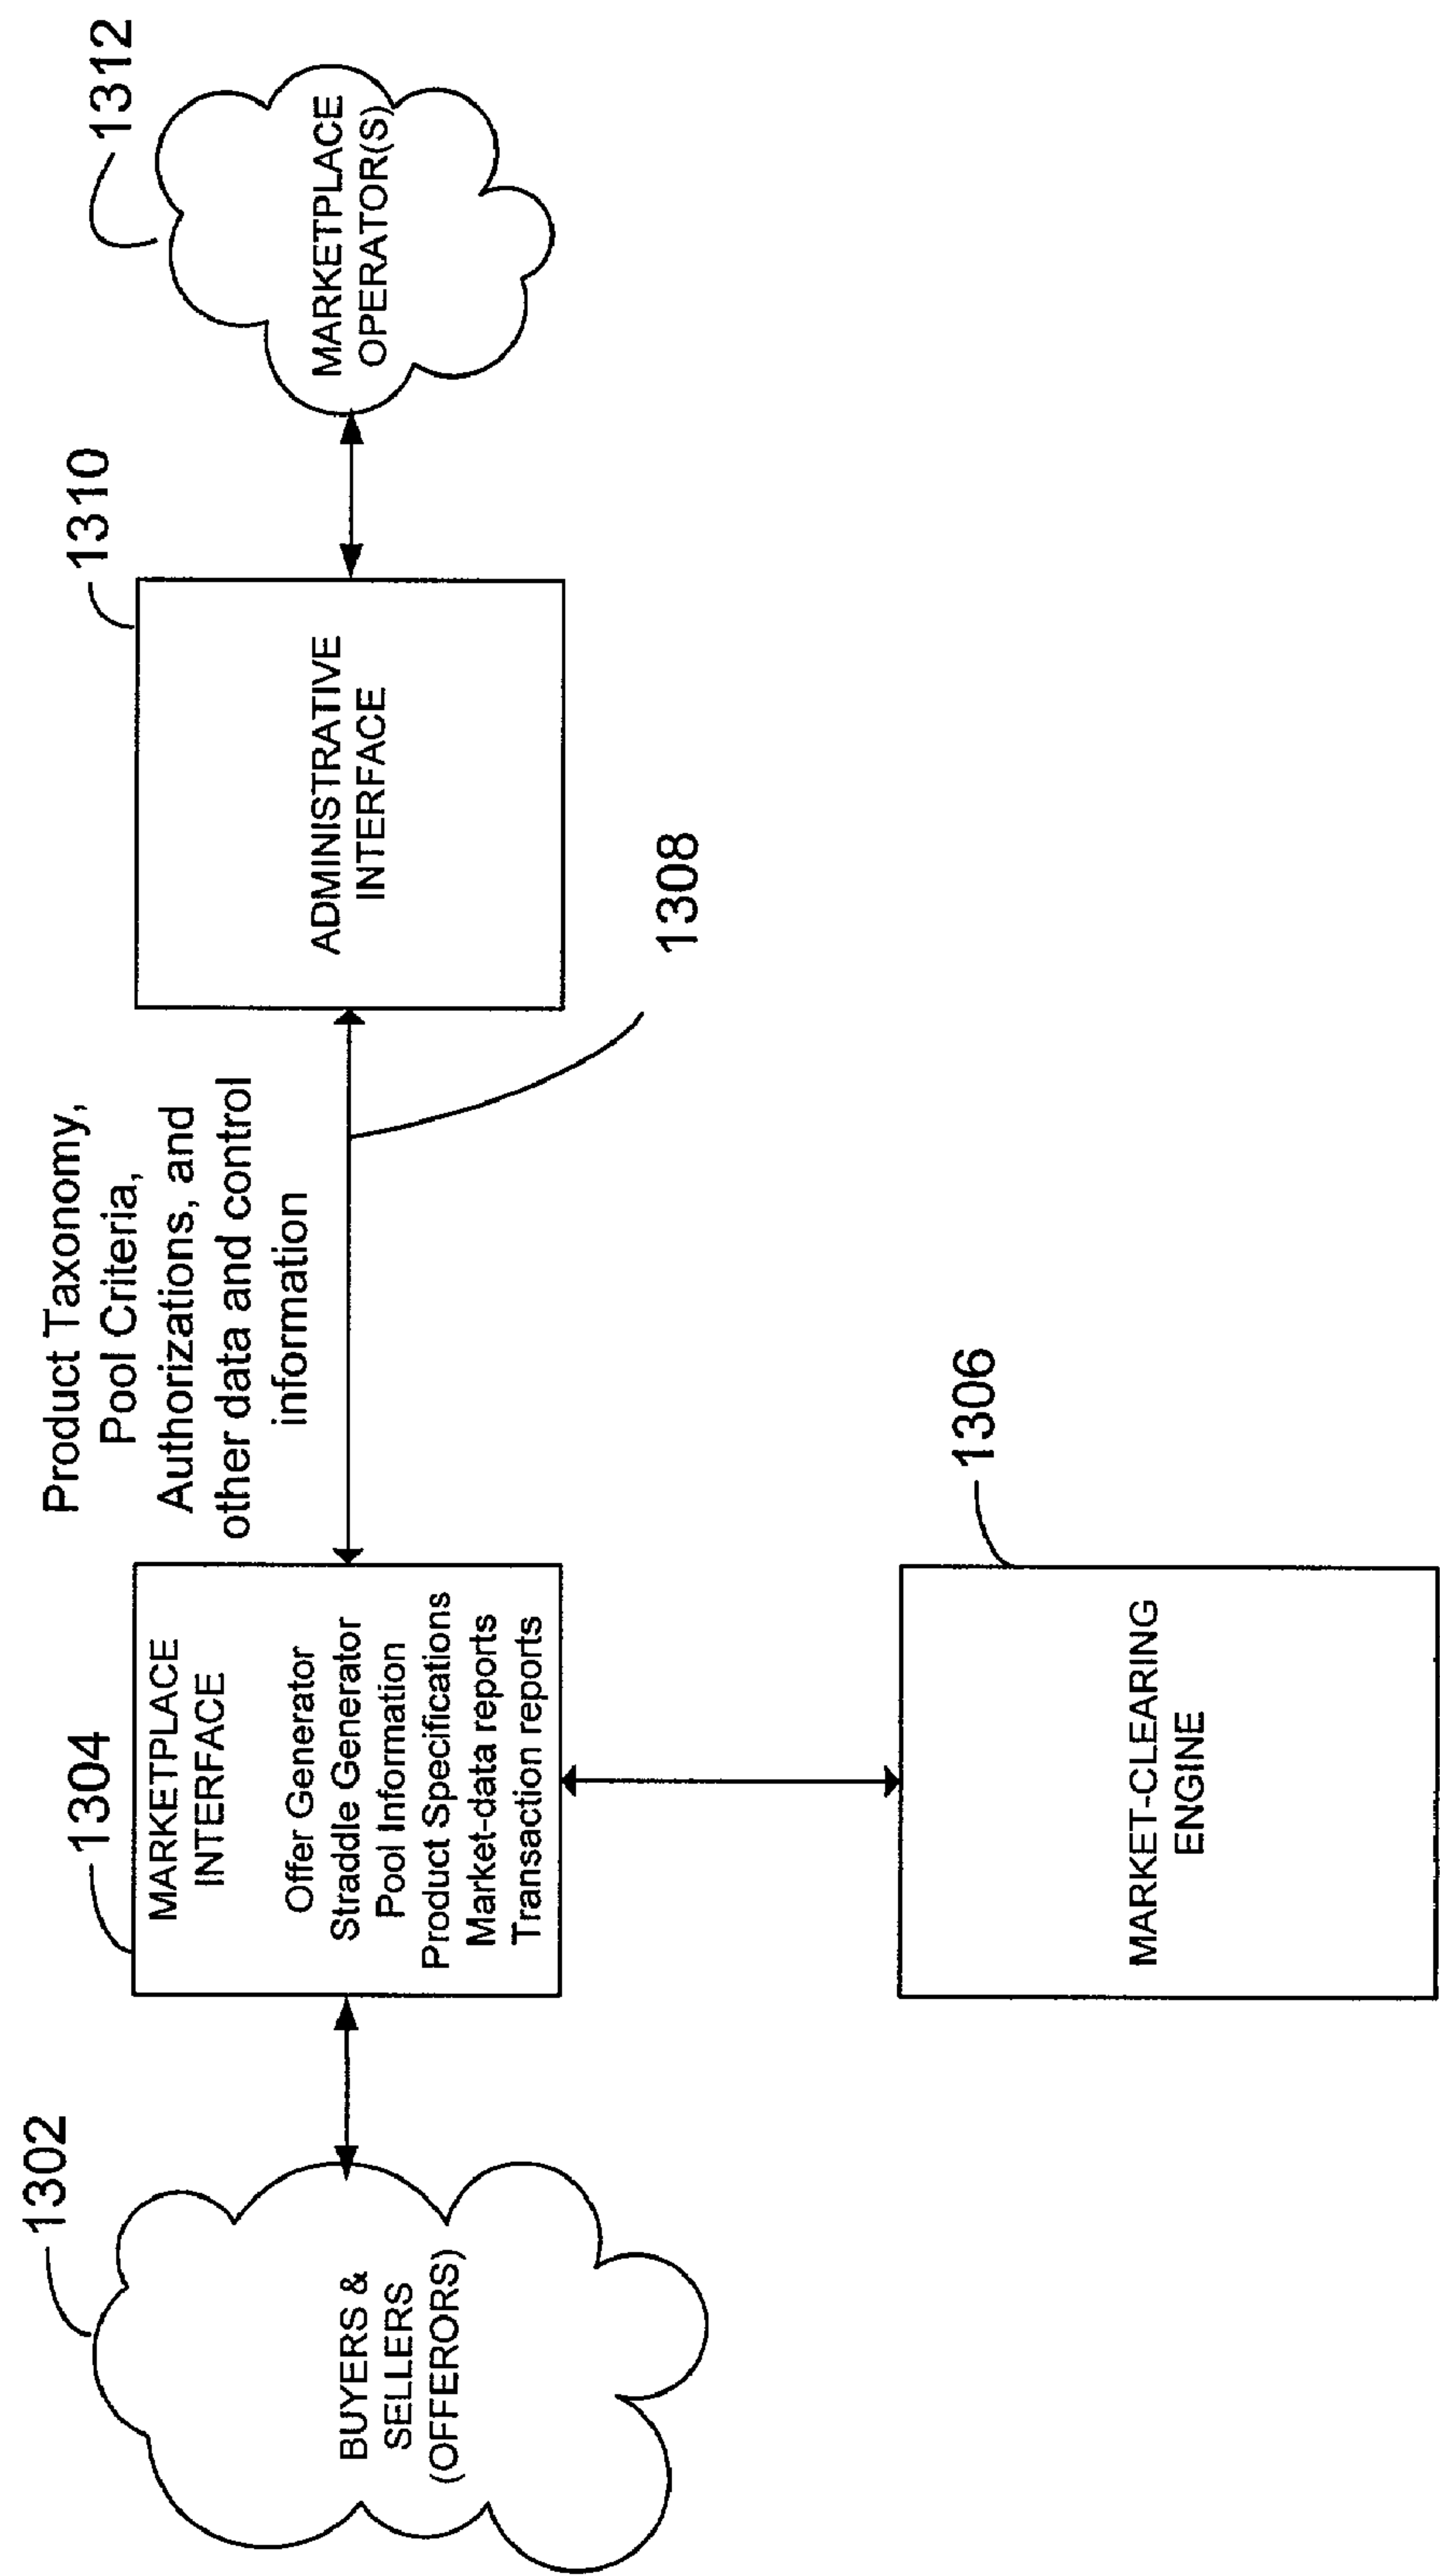 1302
BUYERS &
SELLERS
(OFFERORS)
1304
MARKETPLACE
INTERFACE
Offer Generator
Straddle Generator
Pool Information
Product Specifications
Market-data reports
Transaction reports
Product Taxonomy,
Pool Criteria,
Authorizations, and
other data and control
information
1308
1310
ADMINISTRATIVE
INTERFACE
1312
MARKETPLACE
OPERATOR(S)
1306
MARKET-CLEARING
ENGINE